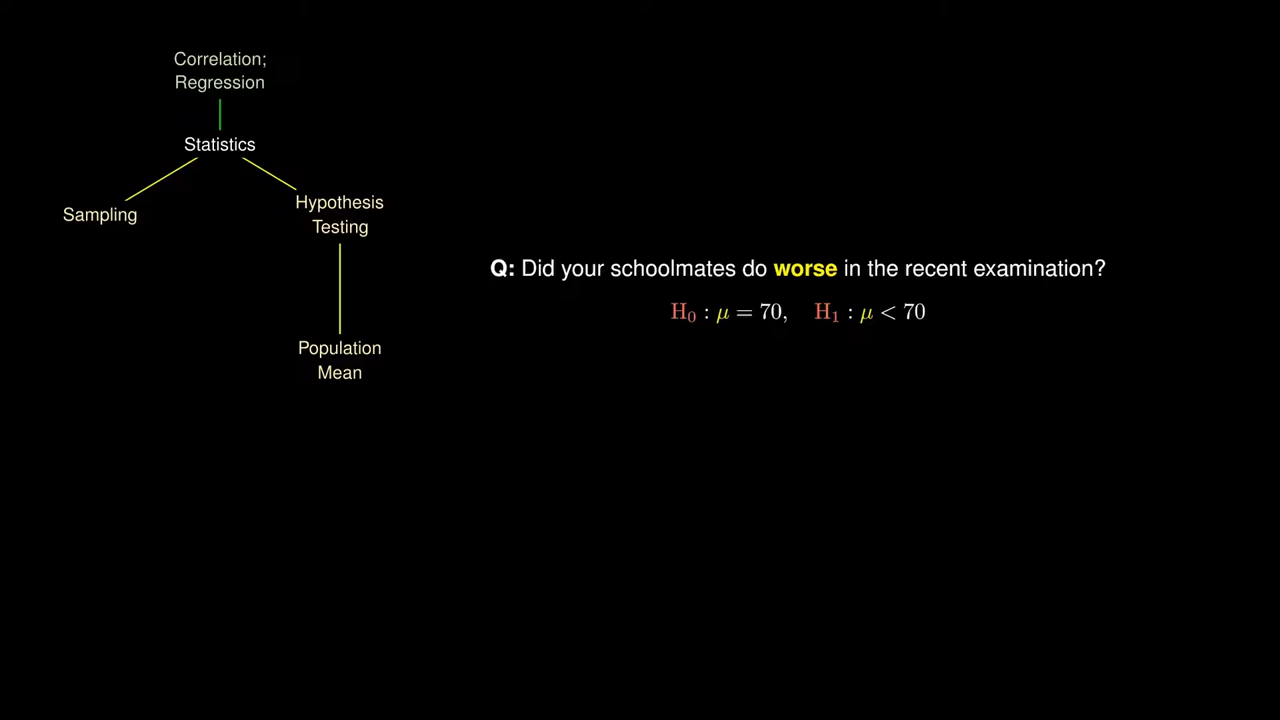 Correlation;
Regression
Statistics
Sampling
Hypothesis
Testing
Population
Mean
Q: Did your schoolmates do worse in the recent examination?
H₀ : μ = 70, H₁ : μ < 70